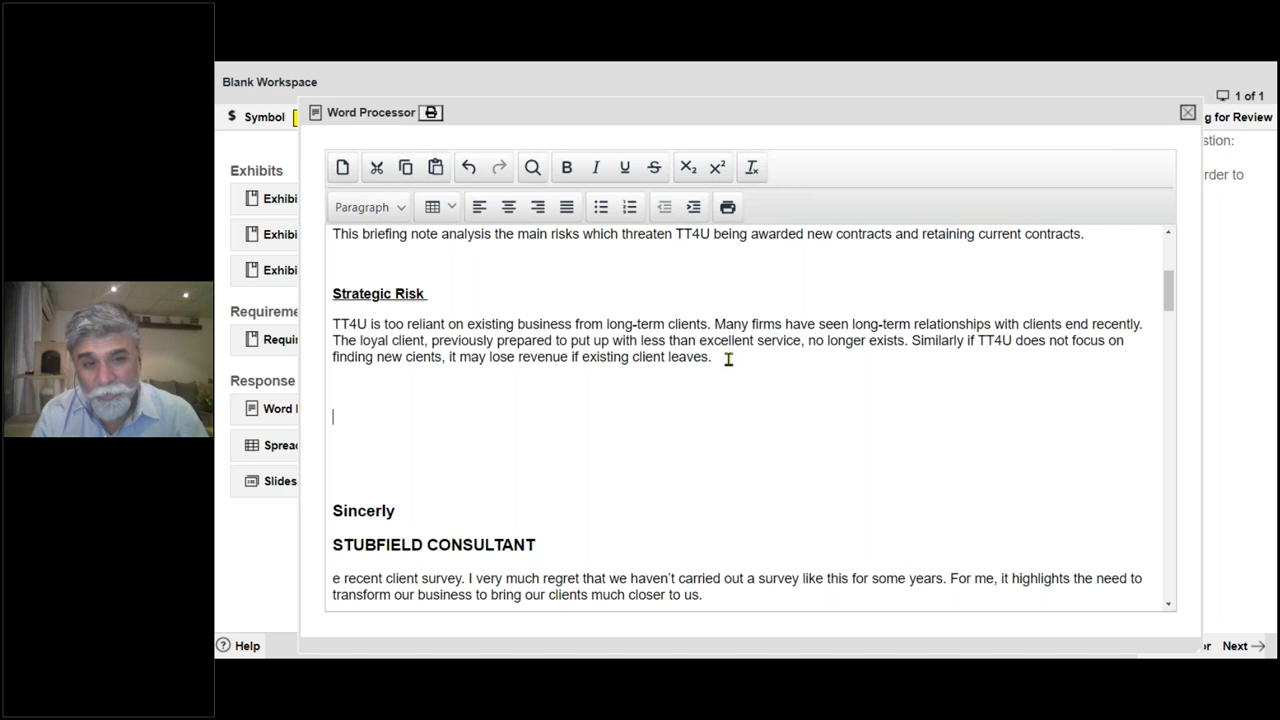 Blank Workspace
1 of 1
$ Symbol
g for Review
Word Processor
stion:
rder to
Exhibits
Exhibi
Exhibi
Exhibi
Requireme
Requir
Response
Word
Sprea
Slides
Paragraph
This briefing note analysis the main risks which threaten TT4U being awarded new contracts and retaining current contracts.
Strategic Risk
TT4U is too reliant on existing business from long-term clients. Many firms have seen long-term relationships with clients end recently.
The loyal client, previously prepared to put up with less than excellent service, no longer exists. Similarly if TT4U does not focus on
finding new cients, it may lose revenue if existing client leaves.
Sincerly
STUBFIELD CONSULTANT
e recent client survey. I very much regret that we haven't carried out a survey like this for some years. For me, it highlights the need to
transform our business to bring our clients much closer to us.
Help
or Next